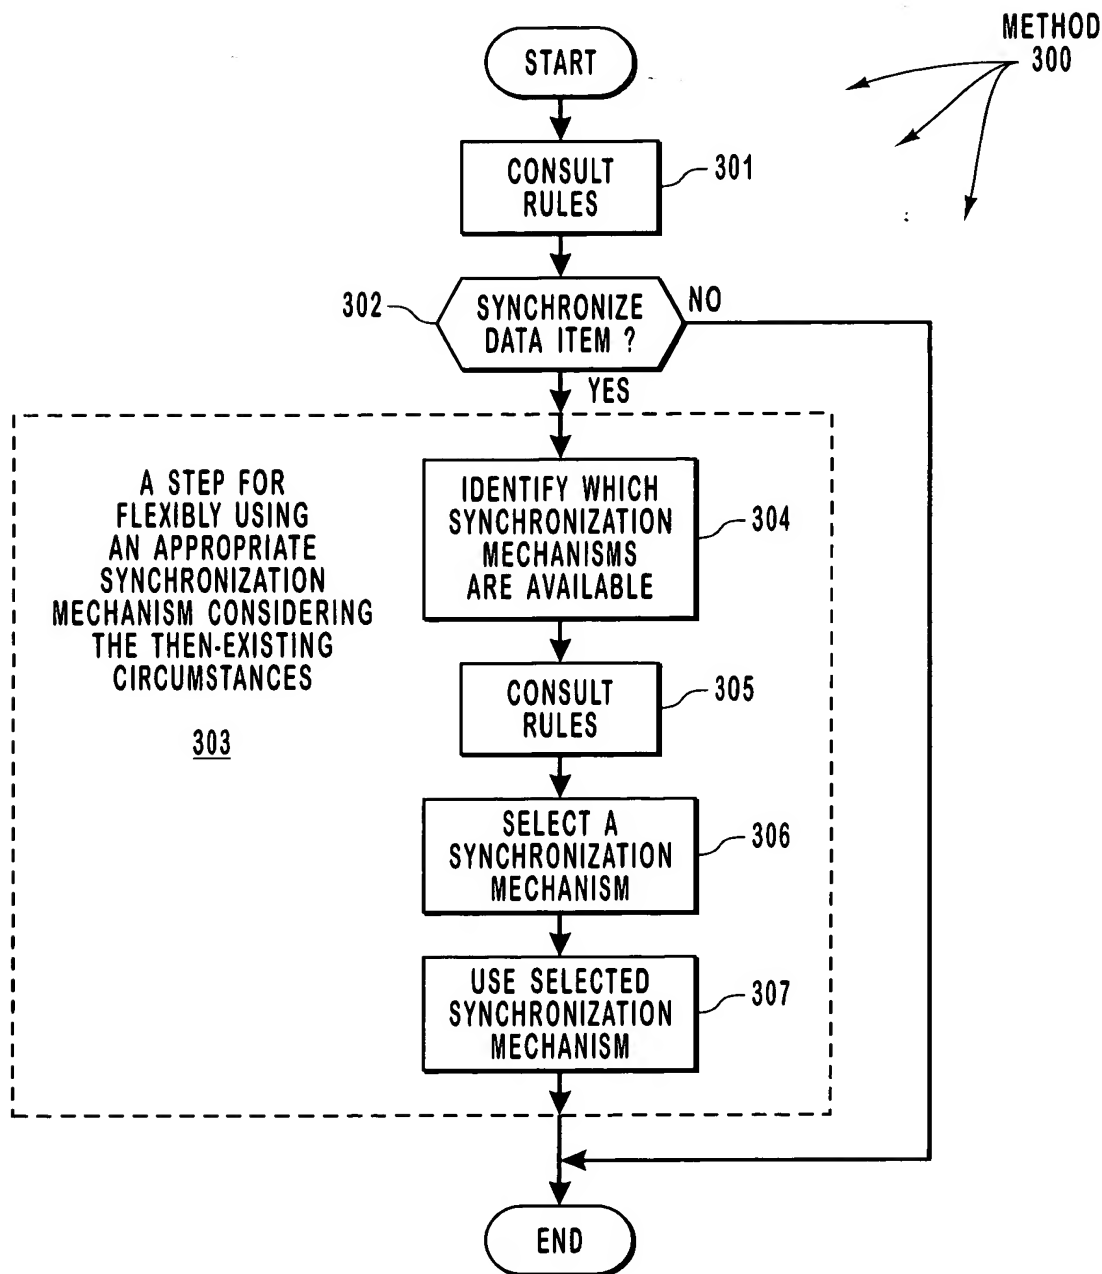 METHOD
300
START
CONSULT
RULES
301
302
SYNCHRONIZE
DATA ITEM ?
NO
YES
A STEP FOR
FLEXIBLY USING
AN APPROPRIATE
SYNCHRONIZATION
MECHANISM CONSIDERING
THE THEN-EXISTING
CIRCUMSTANCES
303
IDENTIFY WHICH
SYNCHRONIZATION
MECHANISMS
ARE AVAILABLE
304
CONSULT
RULES
305
SELECT A
SYNCHRONIZATION
MECHANISM
306
USE SELECTED
SYNCHRONIZATION
MECHANISM
307
END